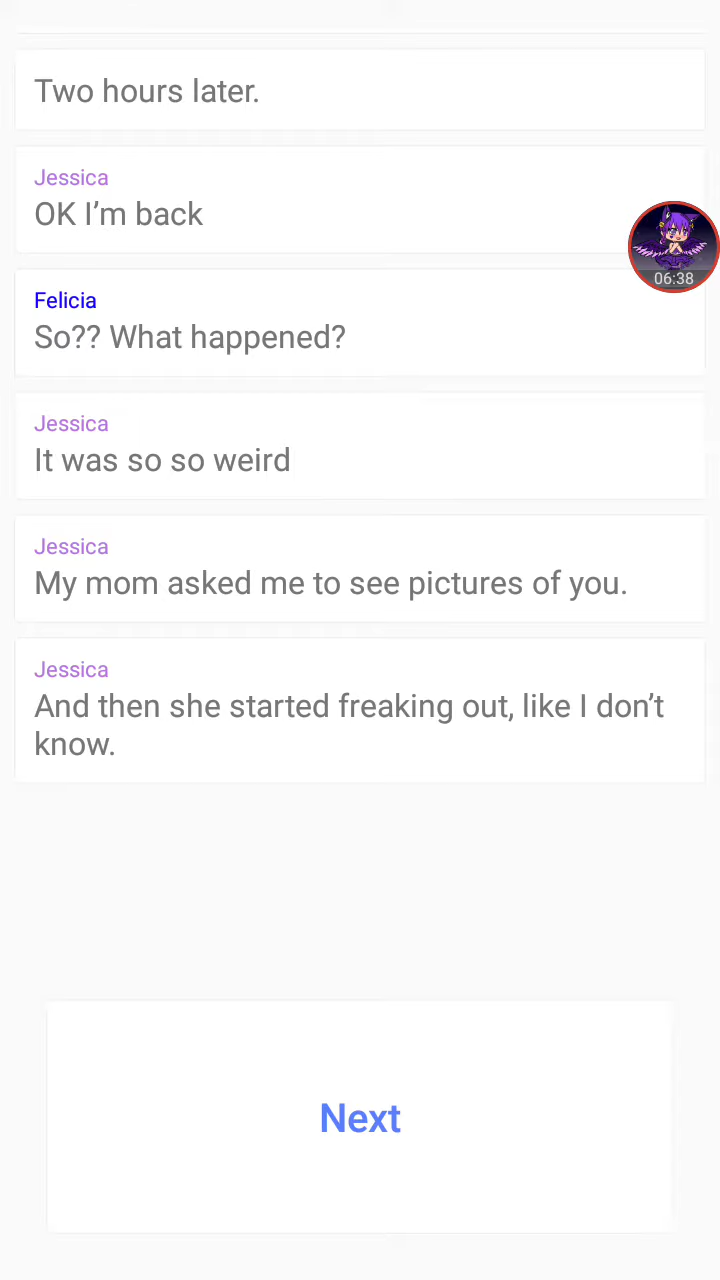 Two hours later.
Jessica
OK I’m back
06:38
Felicia
So?? What happened?
Jessica
It was so so weird
Jessica
My mom asked me to see pictures of you.
Jessica
And then she started freaking out, like I don’t
know.
Next